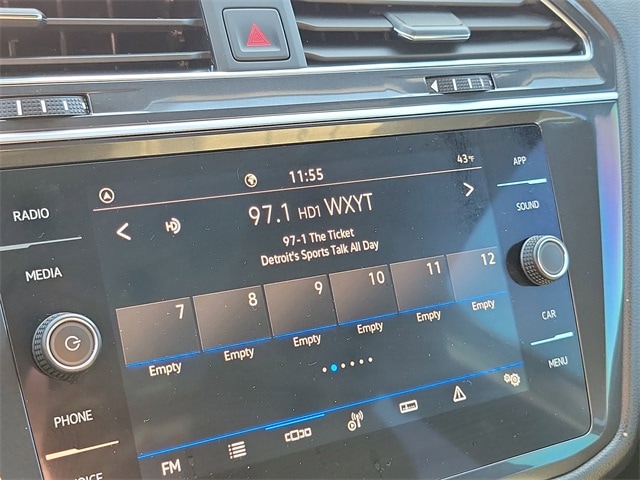 11:55
43°F
APP
RADIO
97.1 HD1 WXYT
SOUND
97-1 The Ticket
Detroit's Sports Talk All Day
MEDIA
7 8 9 10 11 12
Empty Empty Empty Empty Empty Empty
CAR
MENU
PHONE
FM
VOICE